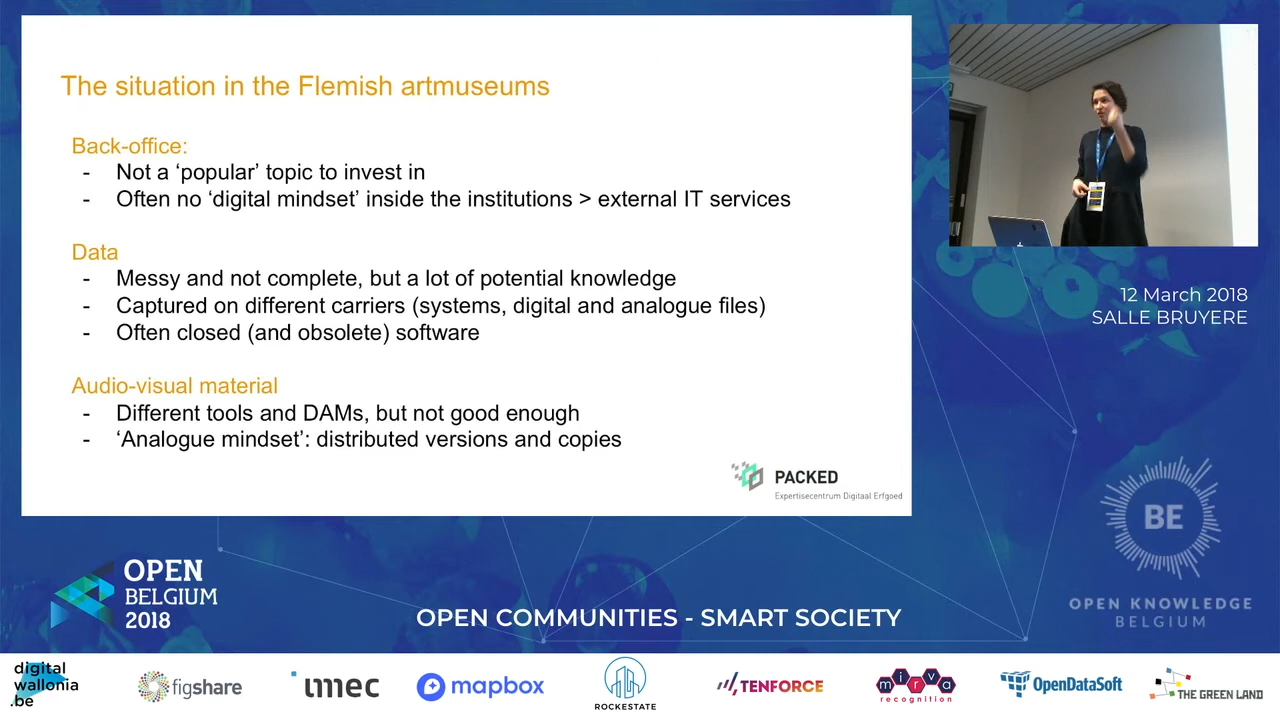 The situation in the Flemish artmuseums
Back-office:
- Not a ‘popular’ topic to invest in
- Often no ‘digital mindset’ inside the institutions > external IT services
Data
- Messy and not complete, but a lot of potential knowledge
- Captured on different carriers (systems, digital and analogue files)
- Often closed (and obsolete) software
Audio-visual material
- Different tools and DAMs, but not good enough
- ‘Analogue mindset’: distributed versions and copies
PACKED
Expertisecentrum Digitaal Erfgoed
12 March 2018
SALLE BRUYERE
BE
OPEN KNOWLEDGE
BELGIUM
OPEN
BELGIUM
2018
OPEN COMMUNITIES - SMART SOCIETY
digital
wallonia
.be
figshare
imec
mapbox
ROCKESTATE
TENFORCE
mirva
recognition
OpenDataSoft
THE GREEN LAND